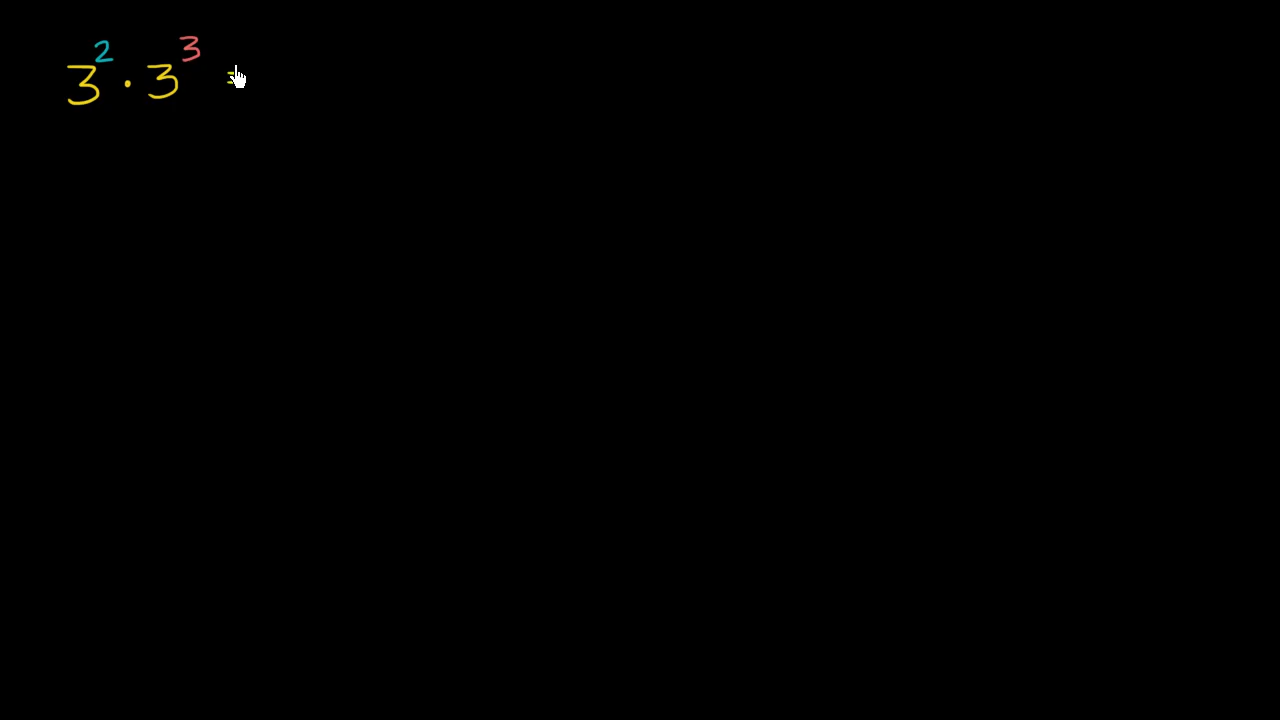 3² · 3³ =